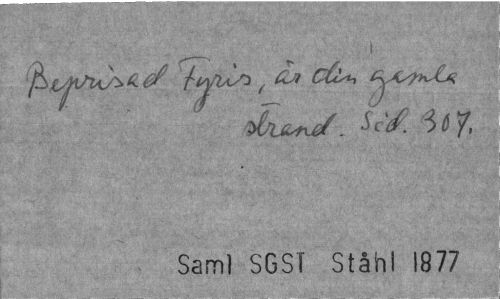 Beprisad Fyris, är din gamla
strand. Sid. 307.
Saml SGST Ståhl 1877